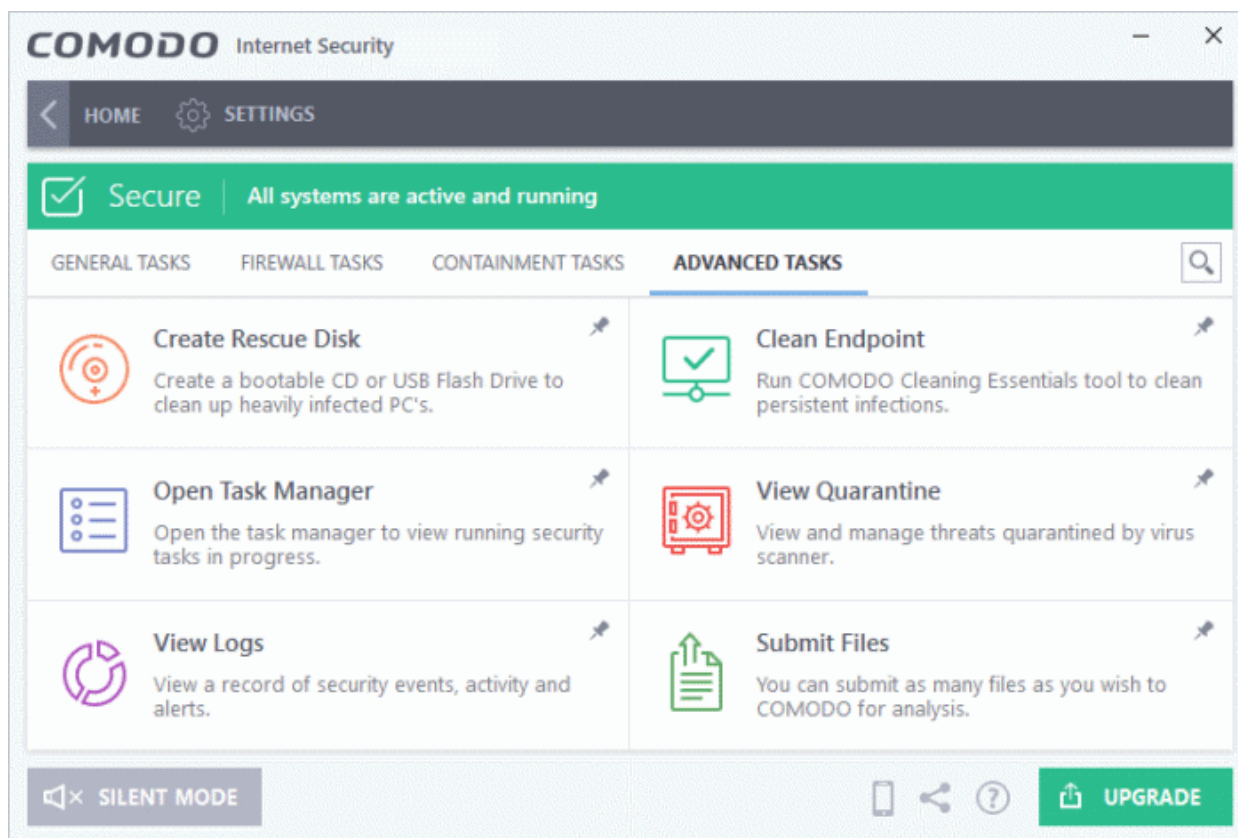 COMODO Internet Security
HOME SETTINGS
Secure All systems are active and running
GENERAL TASKS FIREWALL TASKS CONTAINMENT TASKS ADVANCED TASKS
Create Rescue Disk
Create a bootable CD or USB Flash Drive to
clean up heavily infected PC's.
Clean Endpoint
Run COMODO Cleaning Essentials tool to clean
persistent infections.
Open Task Manager
Open the task manager to view running security
tasks in progress.
View Quarantine
View and manage threats quarantined by virus
scanner.
View Logs
View a record of security events, activity and
alerts.
Submit Files
You can submit as many files as you wish to
COMODO for analysis.
SILENT MODE
? UPGRADE